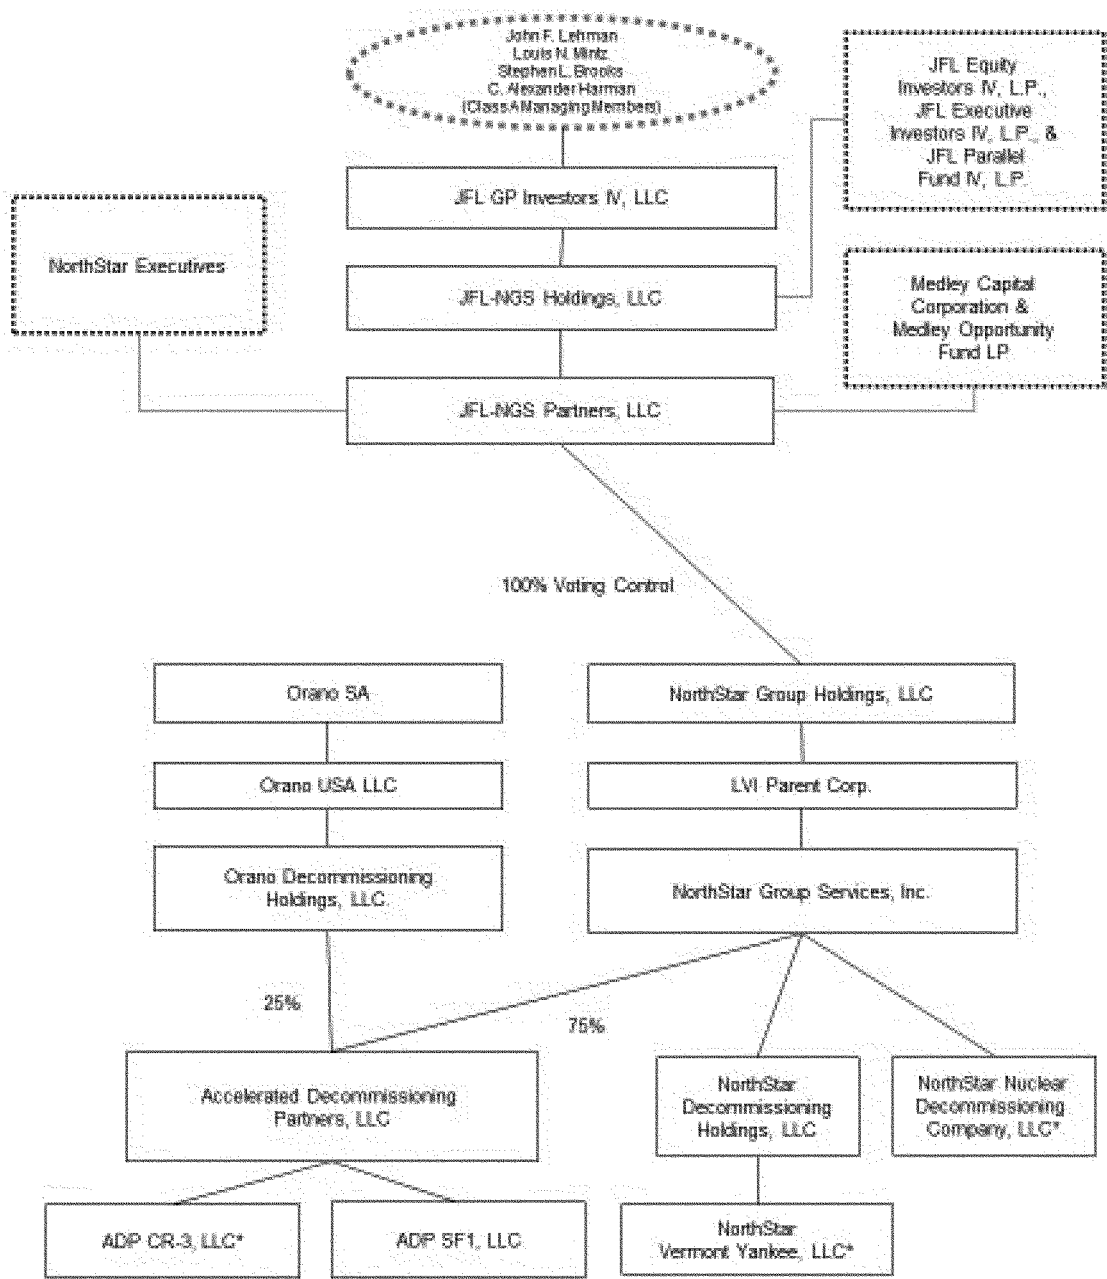 John F. Lehman
Louis N. Mintz
Stephen L. Brooks
C. Alexander Harman
(Class A Managing Members)
JFL Equity
Investors IV, L.P.,
JFL Executive
Investors IV, L.P., &
JFL Parallel
Fund IV, L.P.
JFL GP Investors IV, LLC
NorthStar Executives
JFL-NGS Holdings, LLC
Medley Capital
Corporation &
Medley Opportunity
Fund LP
JFL-NGS Partners, LLC
100% Voting Control
Orano SA
NorthStar Group Holdings, LLC
Orano USA LLC
LVI Parent Corp.
Orano Decommissioning
Holdings, LLC
NorthStar Group Services, Inc.
25%
75%
Accelerated Decommissioning
Partners, LLC
NorthStar
Decommissioning
Holdings, LLC
NorthStar Nuclear
Decommissioning
Company, LLC*
ADP CR-3, LLC*
ADP SF1, LLC
NorthStar
Vermont Yankee, LLC*